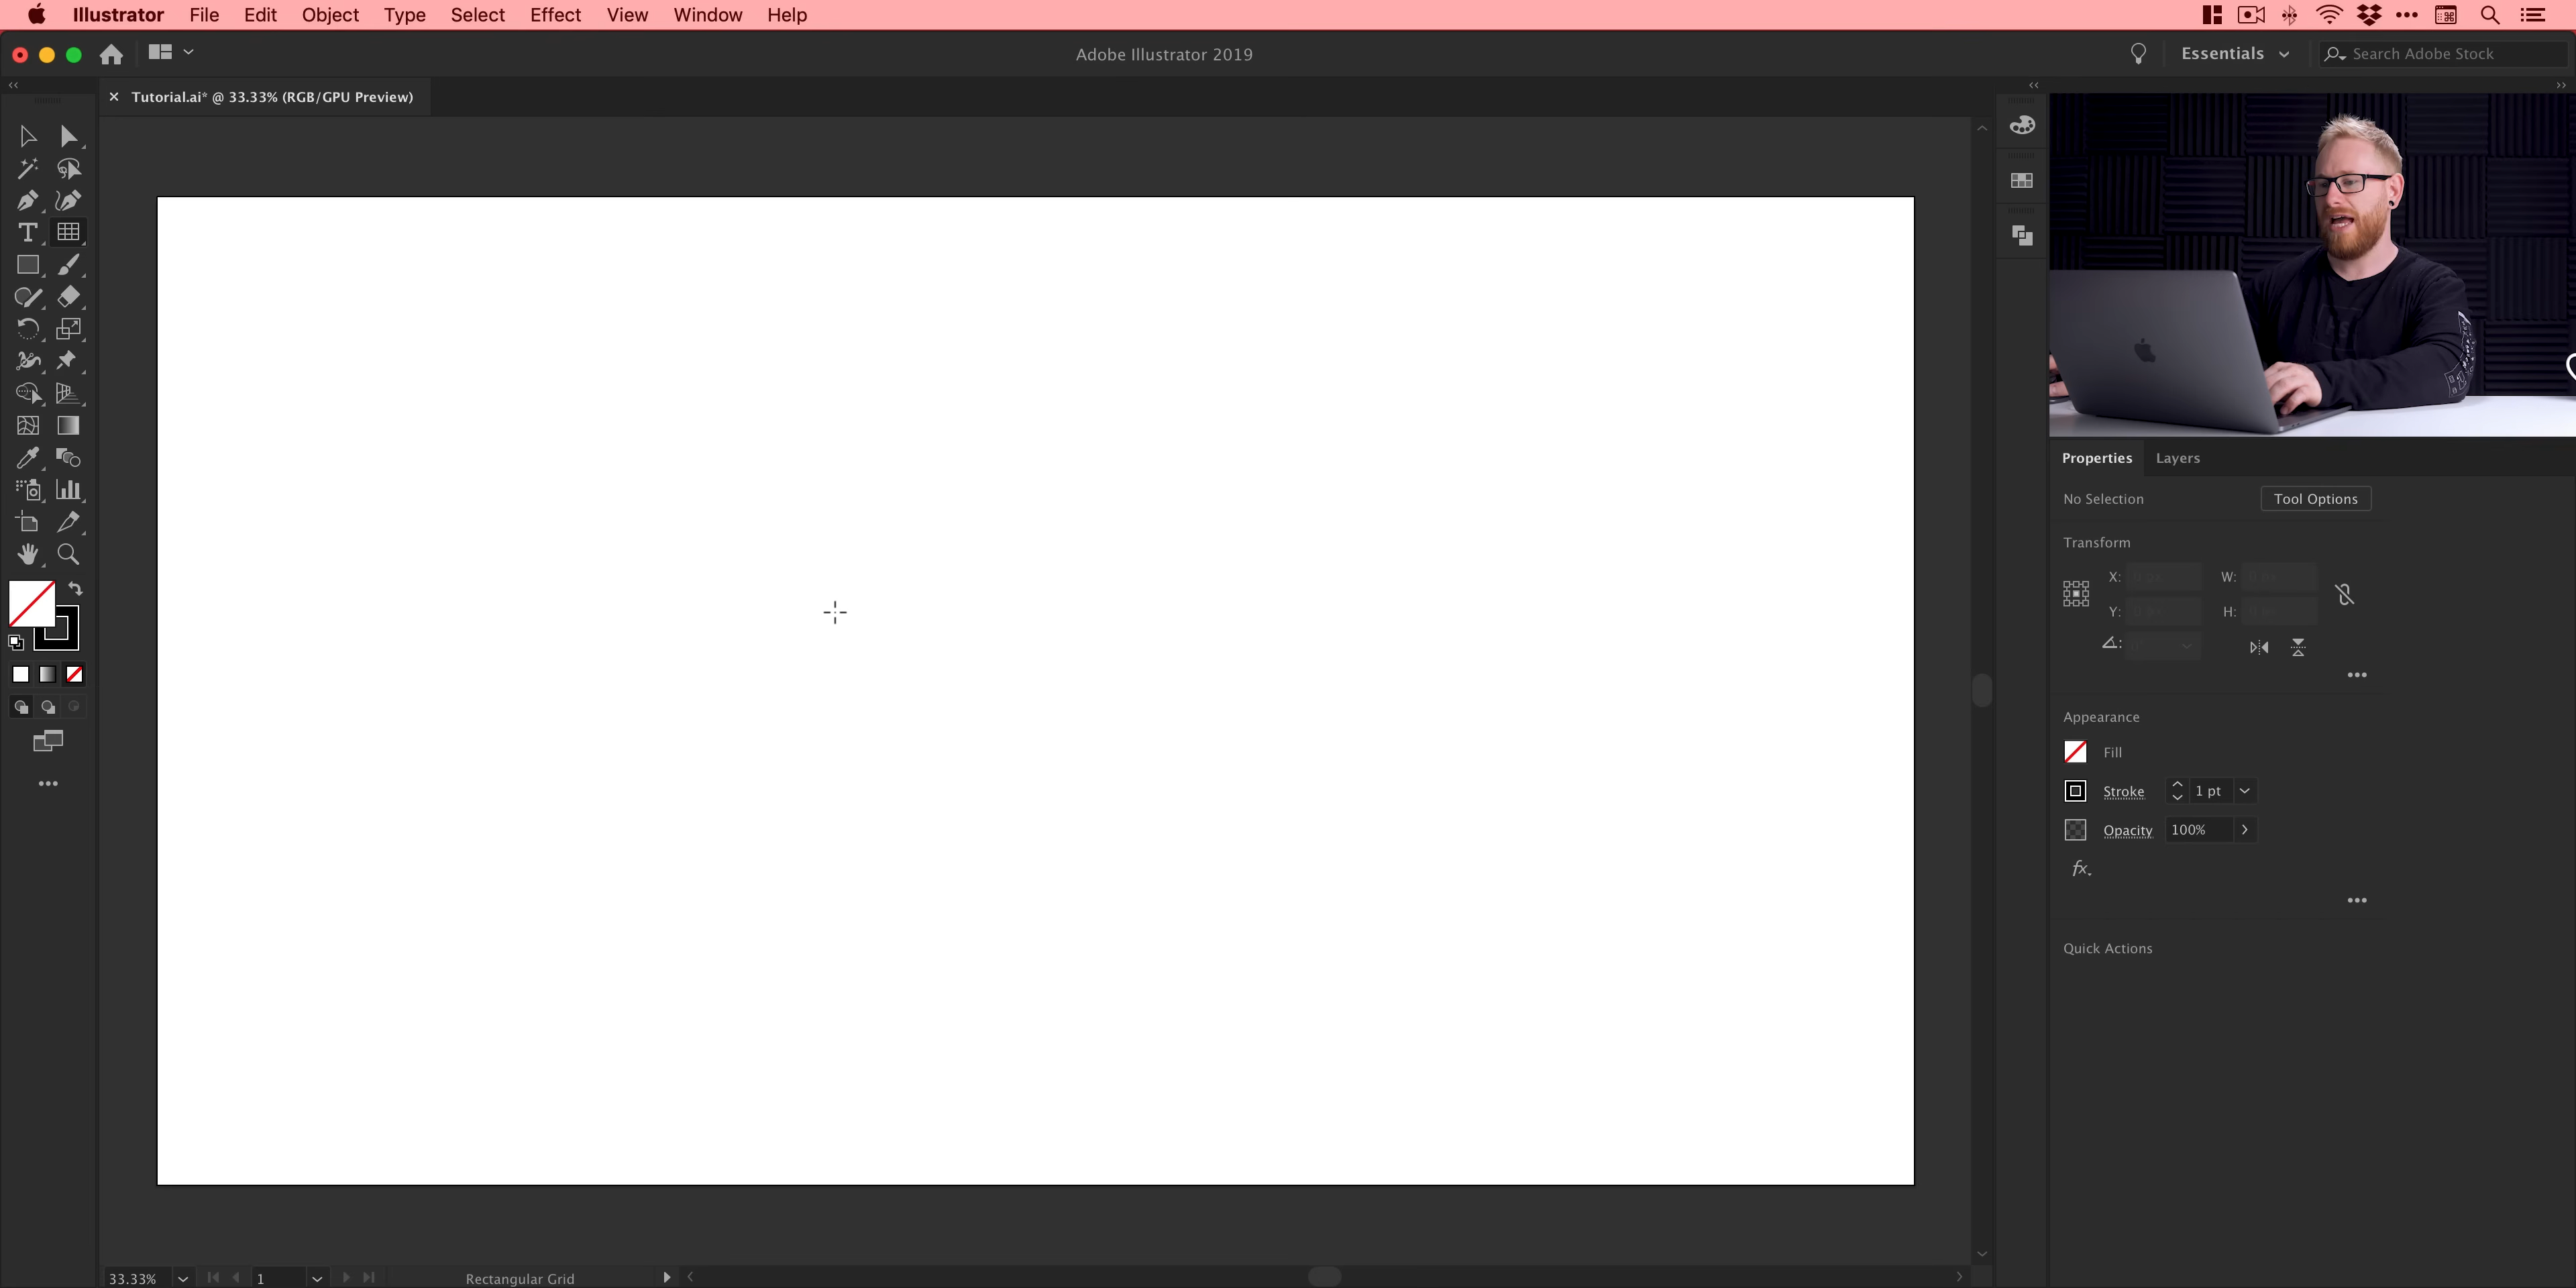 Illustrator File Edit Object Type Select Effect View Window Help
Adobe Illustrator 2019
Essentials
Search Adobe Stock
Tutorial.ai* @ 33.33% (RGB/GPU Preview)
Properties Layers
No Selection Tool Options
Transform
X: W:
Y: H:
Appearance
Fill
Stroke 1 pt
Opacity 100%
fx
Quick Actions
33.33% 1 Rectangular Grid